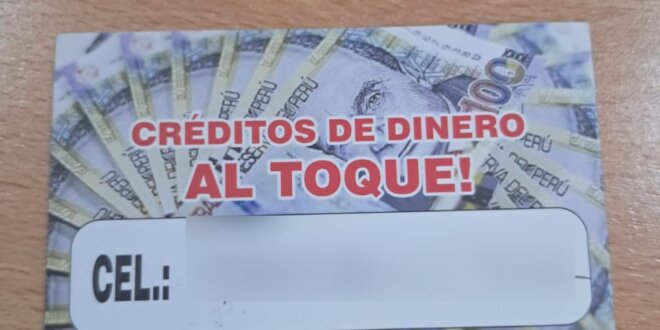 CRÉDITOS DE DINERO
AL TOQUE!
CEL.: